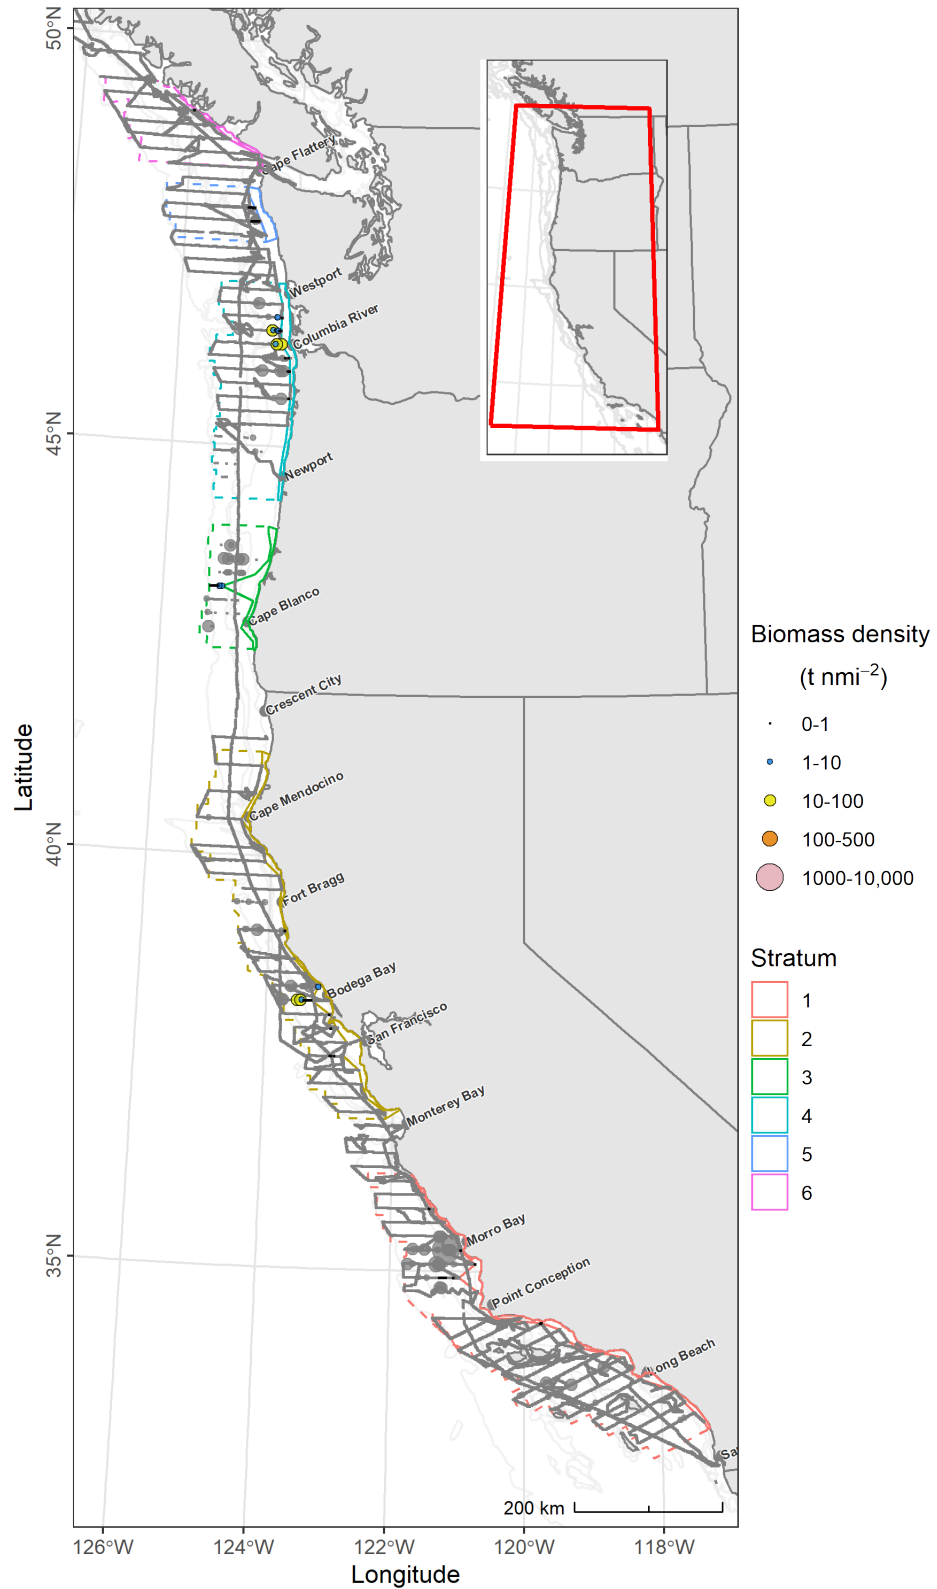 50°N
45°N
40°N
35°N
Latitude
Cape Flattery
Westport
Columbia River
Newport
Cape Blanco
Crescent City
Cape Mendocino
Fort Bragg
Bodega Bay
San Francisco
Monterey Bay
Morro Bay
Point Conception
Long Beach
Sa
200 km
126°W
124°W
122°W
120°W
118°W
Longitude
Biomass density
(t nmi⁻²)
0-1
1-10
10-100
100-500
1000-10,000
Stratum
1
2
3
4
5
6